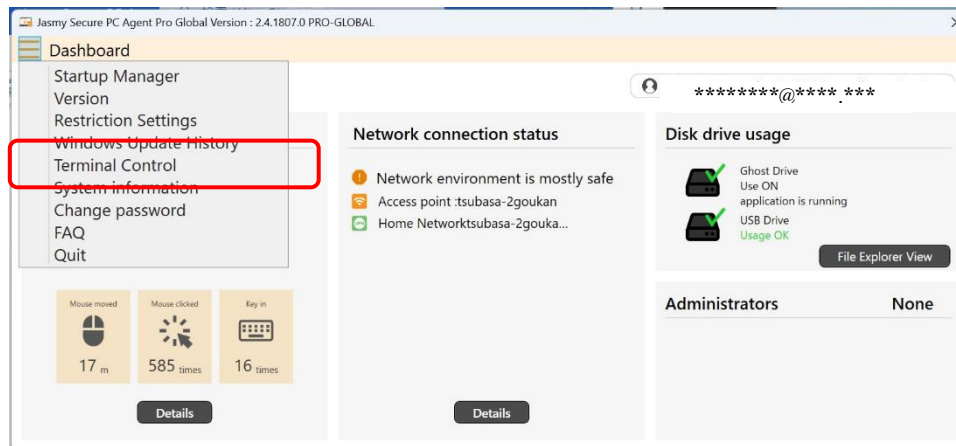 Jasmy Secure PC Agent Pro Global Version : 2.4.1807.0 PRO-GLOBAL
Dashboard
Startup Manager
Version
Restriction Settings
Windows Update History
Terminal Control
System information
Change password
FAQ
Quit
********@****.***
Mouse moved
17 m
Mouse clicked
585 times
Key in
16 times
Details
Network connection status
Network environment is mostly safe
Access point :tsubasa-2goukan
Home Networktsubasa-2gouka...
Details
Disk drive usage
Ghost Drive
Use ON
application is running
USB Drive
Usage OK
File Explorer View
Administrators None